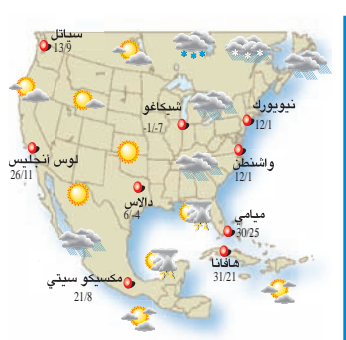 سياتل
13/9
شيكاغو
-1/-7
نيويورك
12/1
لوس أنجليس
26/11
واشنطن
12/1
دالاس
6/-4
ميامي
30/25
هافانا
31/21
مكسيكو سيتي
21/8